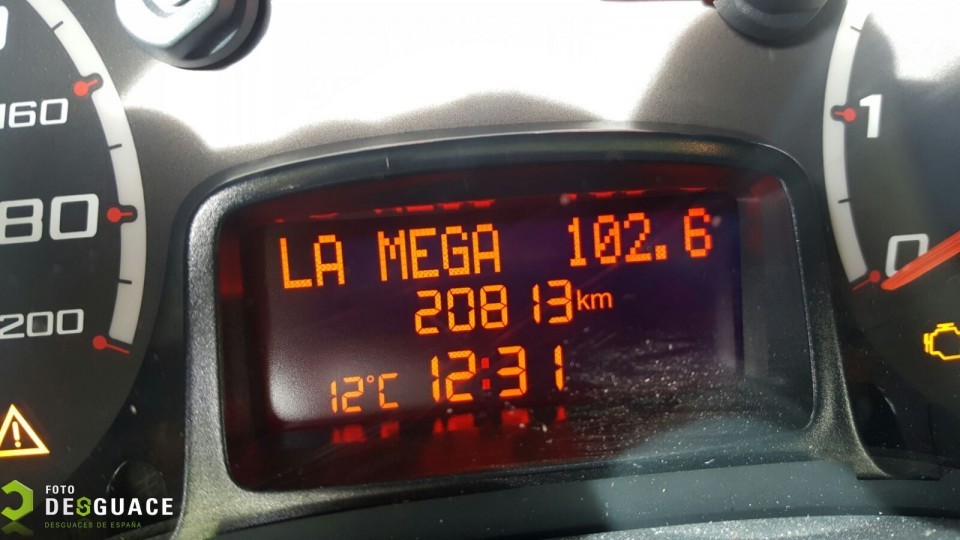 160
180
200
LA MEGA 102.6
20813km
12°C 12:31
1
0
FOTO
DESGUACE
DESGUACES DE ESPAÑA